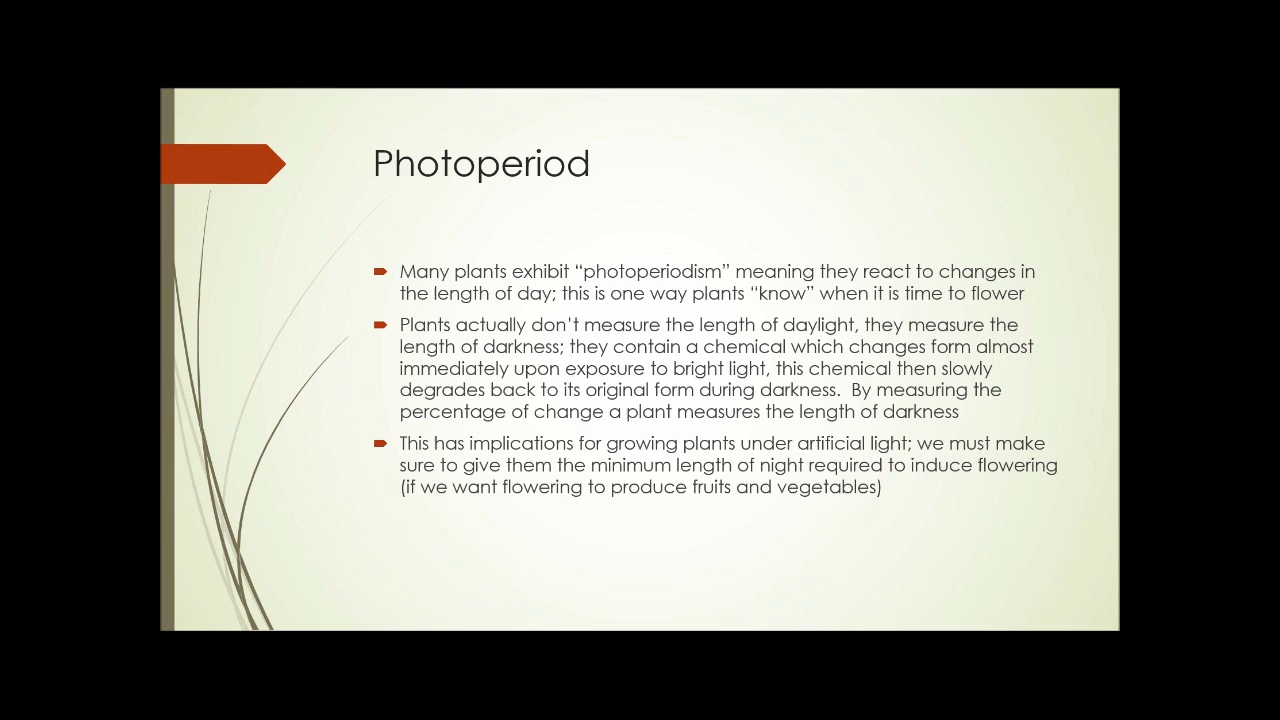 Photoperiod
Many plants exhibit “photoperiodism” meaning they react to changes in
the length of day; this is one way plants “know” when it is time to flower
Plants actually don’t measure the length of daylight, they measure the
length of darkness; they contain a chemical which changes form almost
immediately upon exposure to bright light, this chemical then slowly
degrades back to its original form during darkness.  By measuring the
percentage of change a plant measures the length of darkness
This has implications for growing plants under artificial light; we must make
sure to give them the minimum length of night required to induce flowering
(if we want flowering to produce fruits and vegetables)